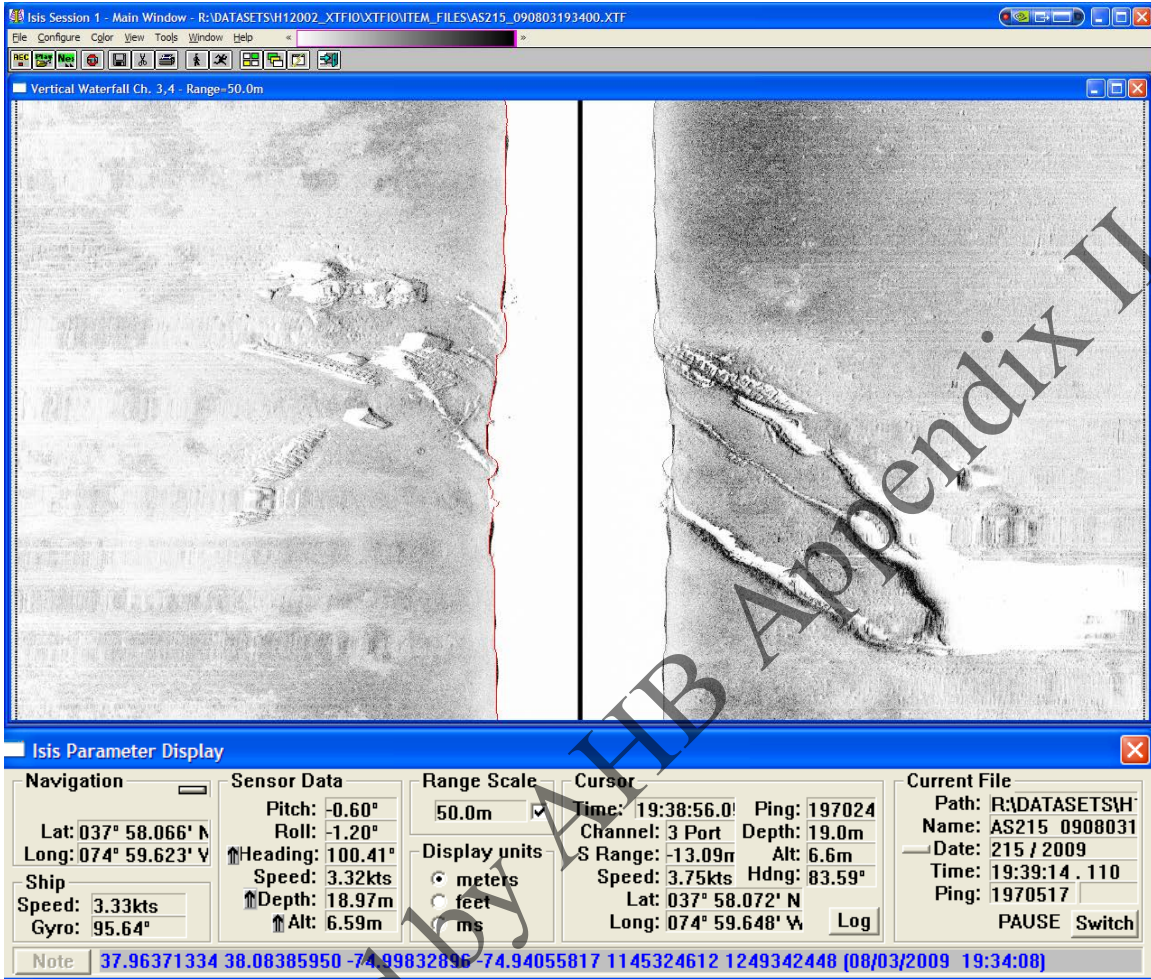 Isis Session 1 - Main Window - R:\DATASETS\H12002_XTFIO\XTFIO\ITEM_FILES\AS215_090803193400.XTF
File Configure Color View Tools Window Help « »
REC
Vertical Waterfall Ch. 3,4 - Range=50.0m
by AHB Appendix II
Isis Parameter Display
Navigation
Lat: 037° 58.066' N
Long: 074° 59.623'
Ship
Speed: 3.33kts
Gyro: 95.64°
Sensor Data
Pitch: -0.60°
Roll: -1.20°
Heading: 100.41°
Speed: 3.32kts
Depth: 18.97m
Alt: 6.59m
Range Scale
50.0m
Display units
meters
feet
ms
Cursor
Time: 19:38:56.0 Ping: 197024
Channel: 3 Port Depth: 19.0m
S Range: -13.09m Alt: 6.6m
Speed: 3.75kts Hdng: 83.59°
Lat: 037° 58.072' N
Long: 074° 59.648' W
Log
Current File
Path: R:\DATASETS\H
Name: AS215_0908031
Date: 215 / 2009
Time: 19:39:14 . 110
Ping: 1970517
PAUSE Switch
Note 37.96371334 38.08385950 -74.99832896 -74.94055817 1145324612 1249342448 (08/03/2009 19:34:08)